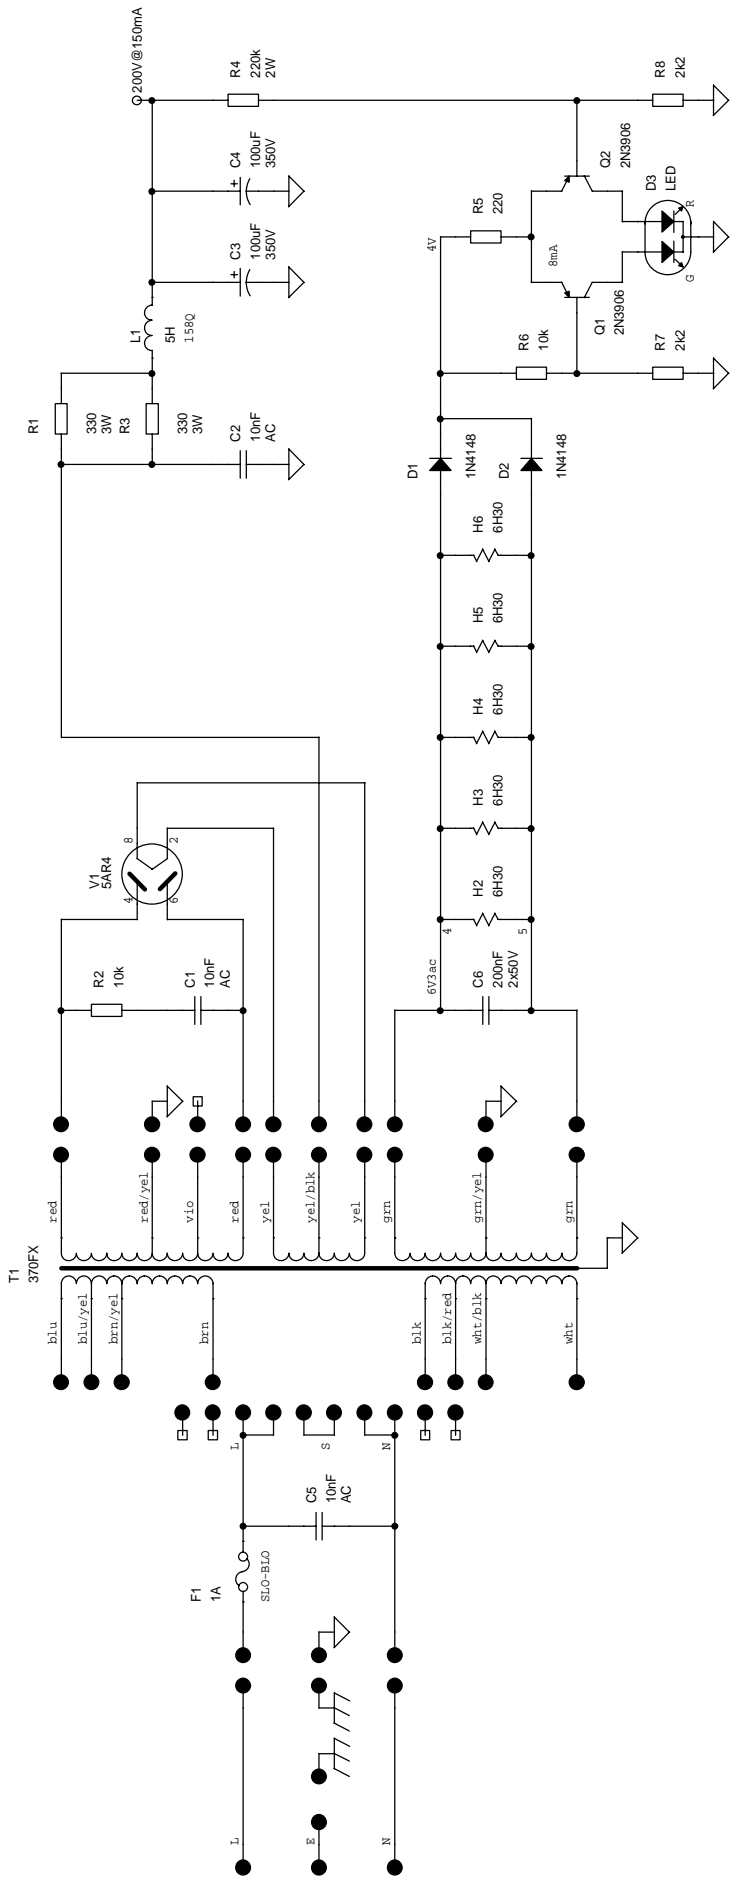 200V@150mA
R4
220k
2W
C4
100uF
350V
+
C3
100uF
350V
+
L1
5H
158Ω
R1
330
3W
R3
330
3W
C2
10nF
AC
R8
2k2
Q2
2N3906
D3
LED
R
G
R5
220
4V
8mA
Q1
2N3906
R6
10k
R7
2k2
D1
1N4148
D2
1N4148
H6
6H30
H5
6H30
H4
6H30
H3
6H30
H2
6H30
4
5
6V3ac
C6
200nF
2x50V
V1
5AR4
8
2
4
6
R2
10k
C1
10nF
AC
T1
370FX
red
red/yel
vio
red
yel
yel/blk
yel
grn
grn/yel
grn
blu
blu/yel
brn/yel
brn
blk
blk/red
wht/blk
wht
L
S
N
C5
10nF
AC
F1
1A
SLO-BLO
L
E
N